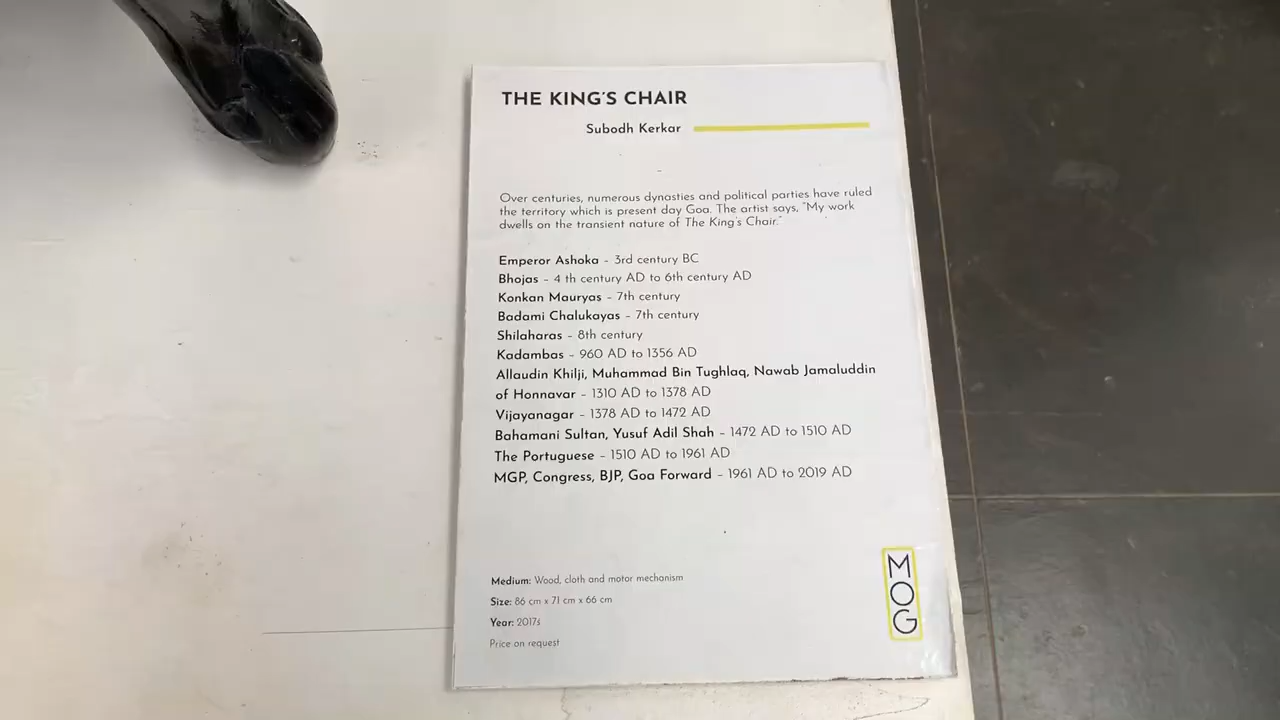 THE KING'S CHAIR
Subodh Kerkar
Over centuries, numerous dynasties and political parties have ruled
the territory which is present day Goa. The artist says, "My work
dwells on the transient nature of The King's Chair."
Emperor Ashoka – 3rd century BC
Bhojas – 4 th century AD to 6th century AD
Konkan Mauryas – 7th century
Badami Chalukayas – 7th century
Shilaharas – 8th century
Kadambas – 960 AD to 1356 AD
Allaudin Khilji, Muhammad Bin Tughlaq, Nawab Jamaluddin
of Honnavar – 1310 AD to 1378 AD
Vijayanagar – 1378 AD to 1472 AD
Bahamani Sultan, Yusuf Adil Shah – 1472 AD to 1510 AD
The Portuguese – 1510 AD to 1961 AD
MGP, Congress, BJP, Goa Forward – 1961 AD to 2019 AD
Medium: Wood, cloth and motor mechanism
Size: 86 cm x 71 cm x 66 cm
Year: 2017s
Price on request
MOG